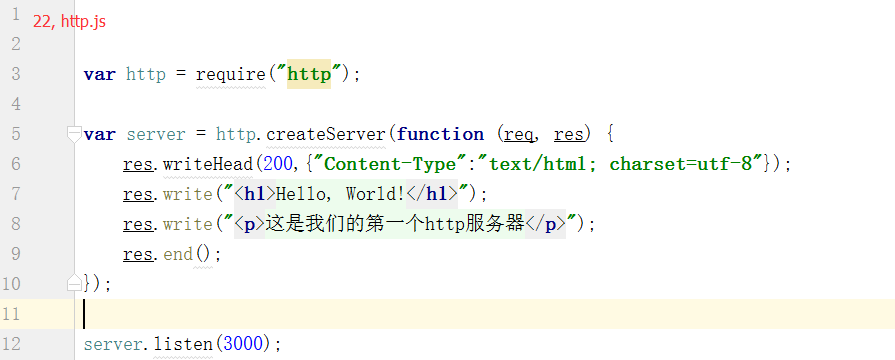 22, http.js
1
2
3 var http = require("http");
4
5 var server = http.createServer(function (req, res) {
6 res.writeHead(200,{"Content-Type":"text/html; charset=utf-8"});
7 res.write("<h1>Hello, World!</h1>");
8 res.write("<p>这是我们的第一个http服务器</p>");
9 res.end();
10 });
11
12 server.listen(3000);